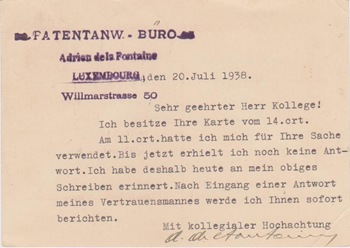 PATENTANW. - BÜRO
Adrien de la Fontaine
LUXEMBOURG, den 20.Juli 1938.
Willmarstrasse 50
Sehr geehrter Herr Kollege!
Ich besitze Ihre Karte vom 14.crt.
Am 11.crt.hatte ich mich für Ihre Sache
verwendet.Bis jetzt erhielt ich noch keine Ant-
wort.Ich habe deshalb heute an mein obiges
Schreiben erinnert.Nach Eingang einer Antwort
meines Vertrauensmannes werde ich Ihnen sofort
berichten.
Mit kollegialer Hochachtung